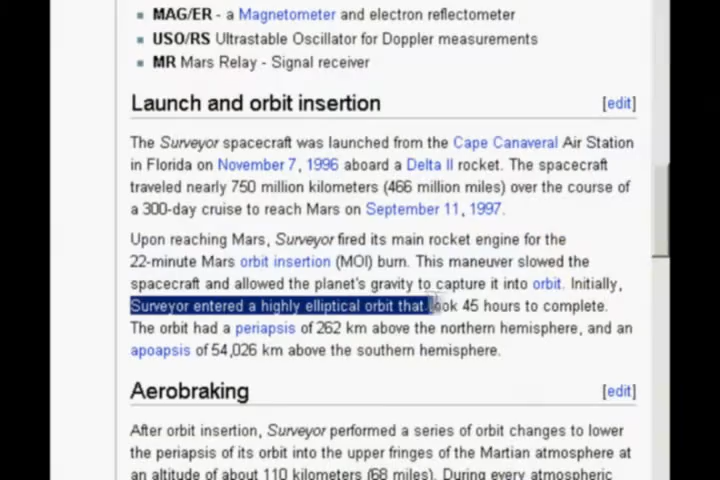 MAG/ER - a Magnetometer and electron reflectometer
USO/RS Ultrastable Oscillator for Doppler measurements
MR Mars Relay - Signal receiver
Launch and orbit insertion [edit]
The Surveyor spacecraft was launched from the Cape Canaveral Air Station
in Florida on November 7, 1996 aboard a Delta II rocket. The spacecraft
traveled nearly 750 million kilometers (466 million miles) over the course of
a 300-day cruise to reach Mars on September 11, 1997.
Upon reaching Mars, Surveyor fired its main rocket engine for the
22-minute Mars orbit insertion (MOI) burn. This maneuver slowed the
spacecraft and allowed the planet's gravity to capture it into orbit. Initially,
Surveyor entered a highly elliptical orbit that took 45 hours to complete.
The orbit had a periapsis of 262 km above the northern hemisphere, and an
apoapsis of 54,026 km above the southern hemisphere.
Aerobraking [edit]
After orbit insertion, Surveyor performed a series of orbit changes to lower
the periapsis of its orbit into the upper fringes of the Martian atmosphere at
an altitude of about 110 kilometers (68 miles). During every atmospheric